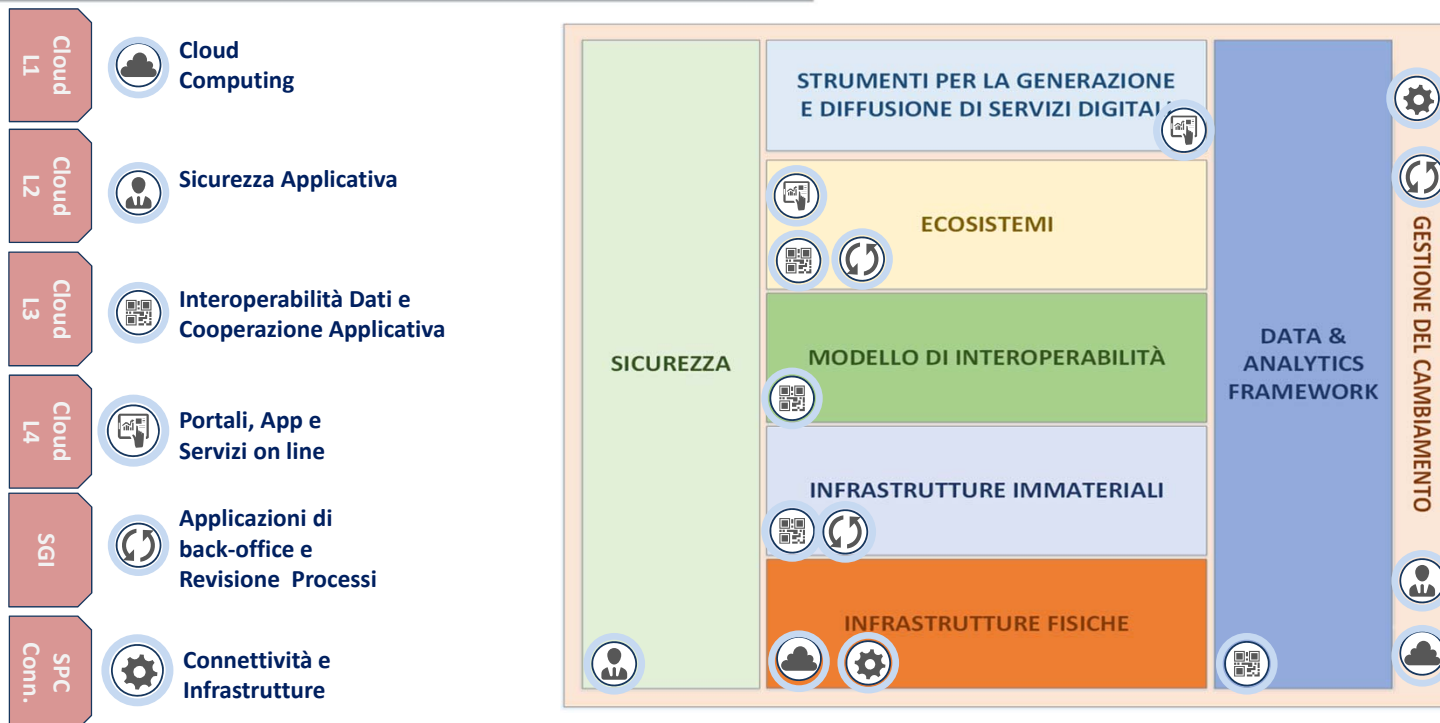 Cloud
L1
Cloud
Computing
Cloud
L2
Sicurezza Applicativa
Cloud
L3
Interoperabilità Dati e
Cooperazione Applicativa
Cloud
L4
Portali, App e
Servizi on line
SGI
Applicazioni di
back-office e
Revisione Processi
SPC
Conn.
Connettività e
Infrastrutture
SICUREZZA
STRUMENTI PER LA GENERAZIONE
E DIFFUSIONE DI SERVIZI DIGITALI
ECOSISTEMI
MODELLO DI INTEROPERABILITÀ
INFRASTRUTTURE IMMATERIALI
INFRASTRUTTURE FISICHE
DATA &
ANALYTICS
FRAMEWORK
GESTIONE DEL CAMBIAMENTO